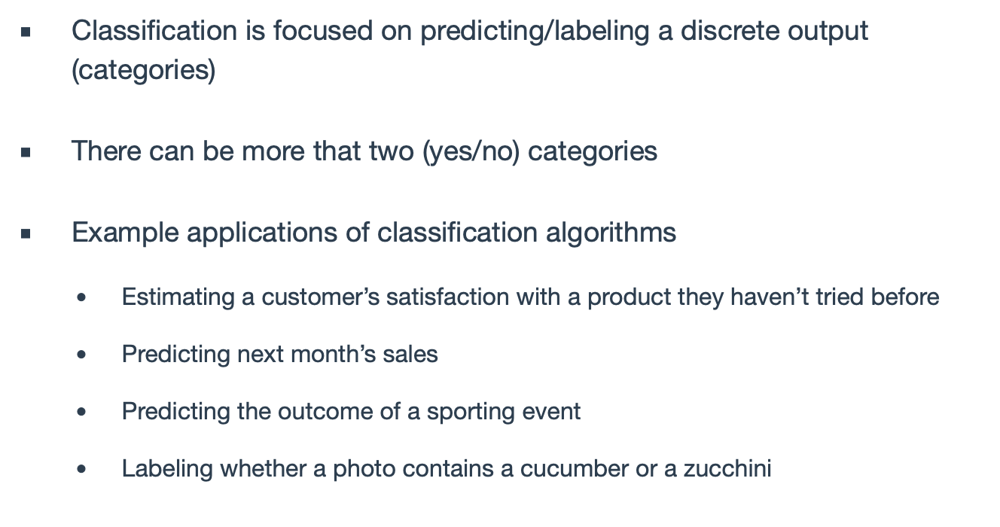 ▪ Classification is focused on predicting/labeling a discrete output
(categories)
▪ There can be more that two (yes/no) categories
▪ Example applications of classification algorithms
• Estimating a customer’s satisfaction with a product they haven’t tried before
• Predicting next month’s sales
• Predicting the outcome of a sporting event
• Labeling whether a photo contains a cucumber or a zucchini